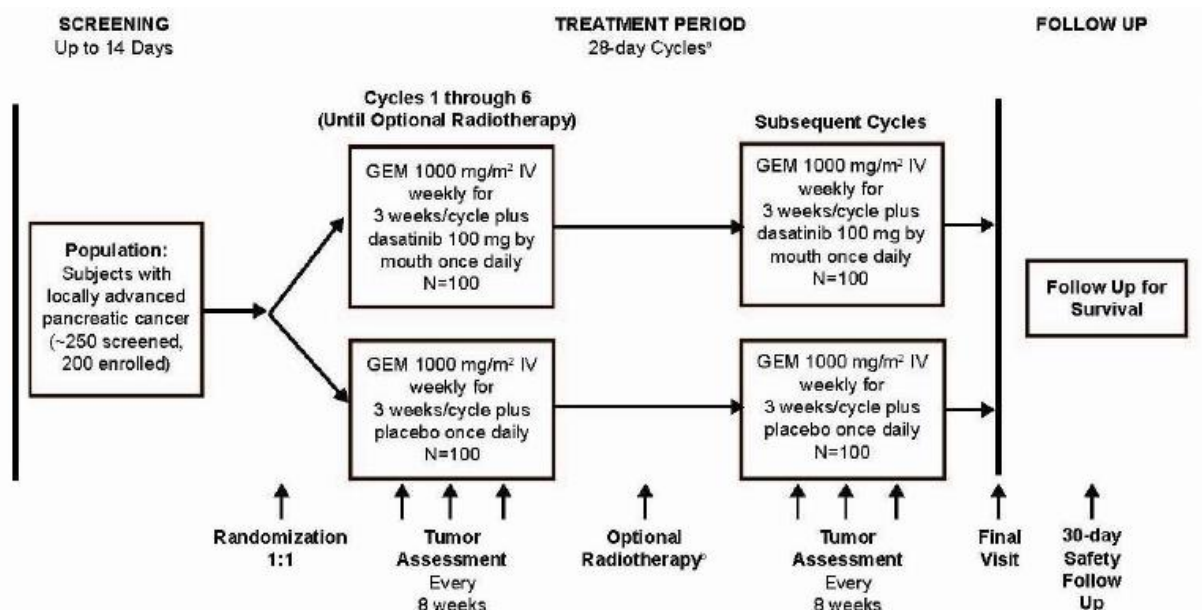 SCREENING
Up to 14 Days
TREATMENT PERIOD
28-day Cyclesᵃ
FOLLOW UP
Cycles 1 through 6
(Until Optional Radiotherapy)
Subsequent Cycles
Population:
Subjects with
locally advanced
pancreatic cancer
(~250 screened,
200 enrolled)
GEM 1000 mg/m² IV
weekly for
3 weeks/cycle plus
dasatinib 100 mg by
mouth once daily
N=100
GEM 1000 mg/m² IV
weekly for
3 weeks/cycle plus
dasatinib 100 mg by
mouth once daily
N=100
GEM 1000 mg/m² IV
weekly for
3 weeks/cycle plus
placebo once daily
N=100
GEM 1000 mg/m² IV
weekly for
3 weeks/cycle plus
placebo once daily
N=100
Follow Up for
Survival
Randomization
1:1
Tumor
Assessment
Every
8 weeks
Optional
Radiotherapy
Tumor
Assessment
Every
8 weeks
Final
Visit
30-day
Safety
Follow
Up